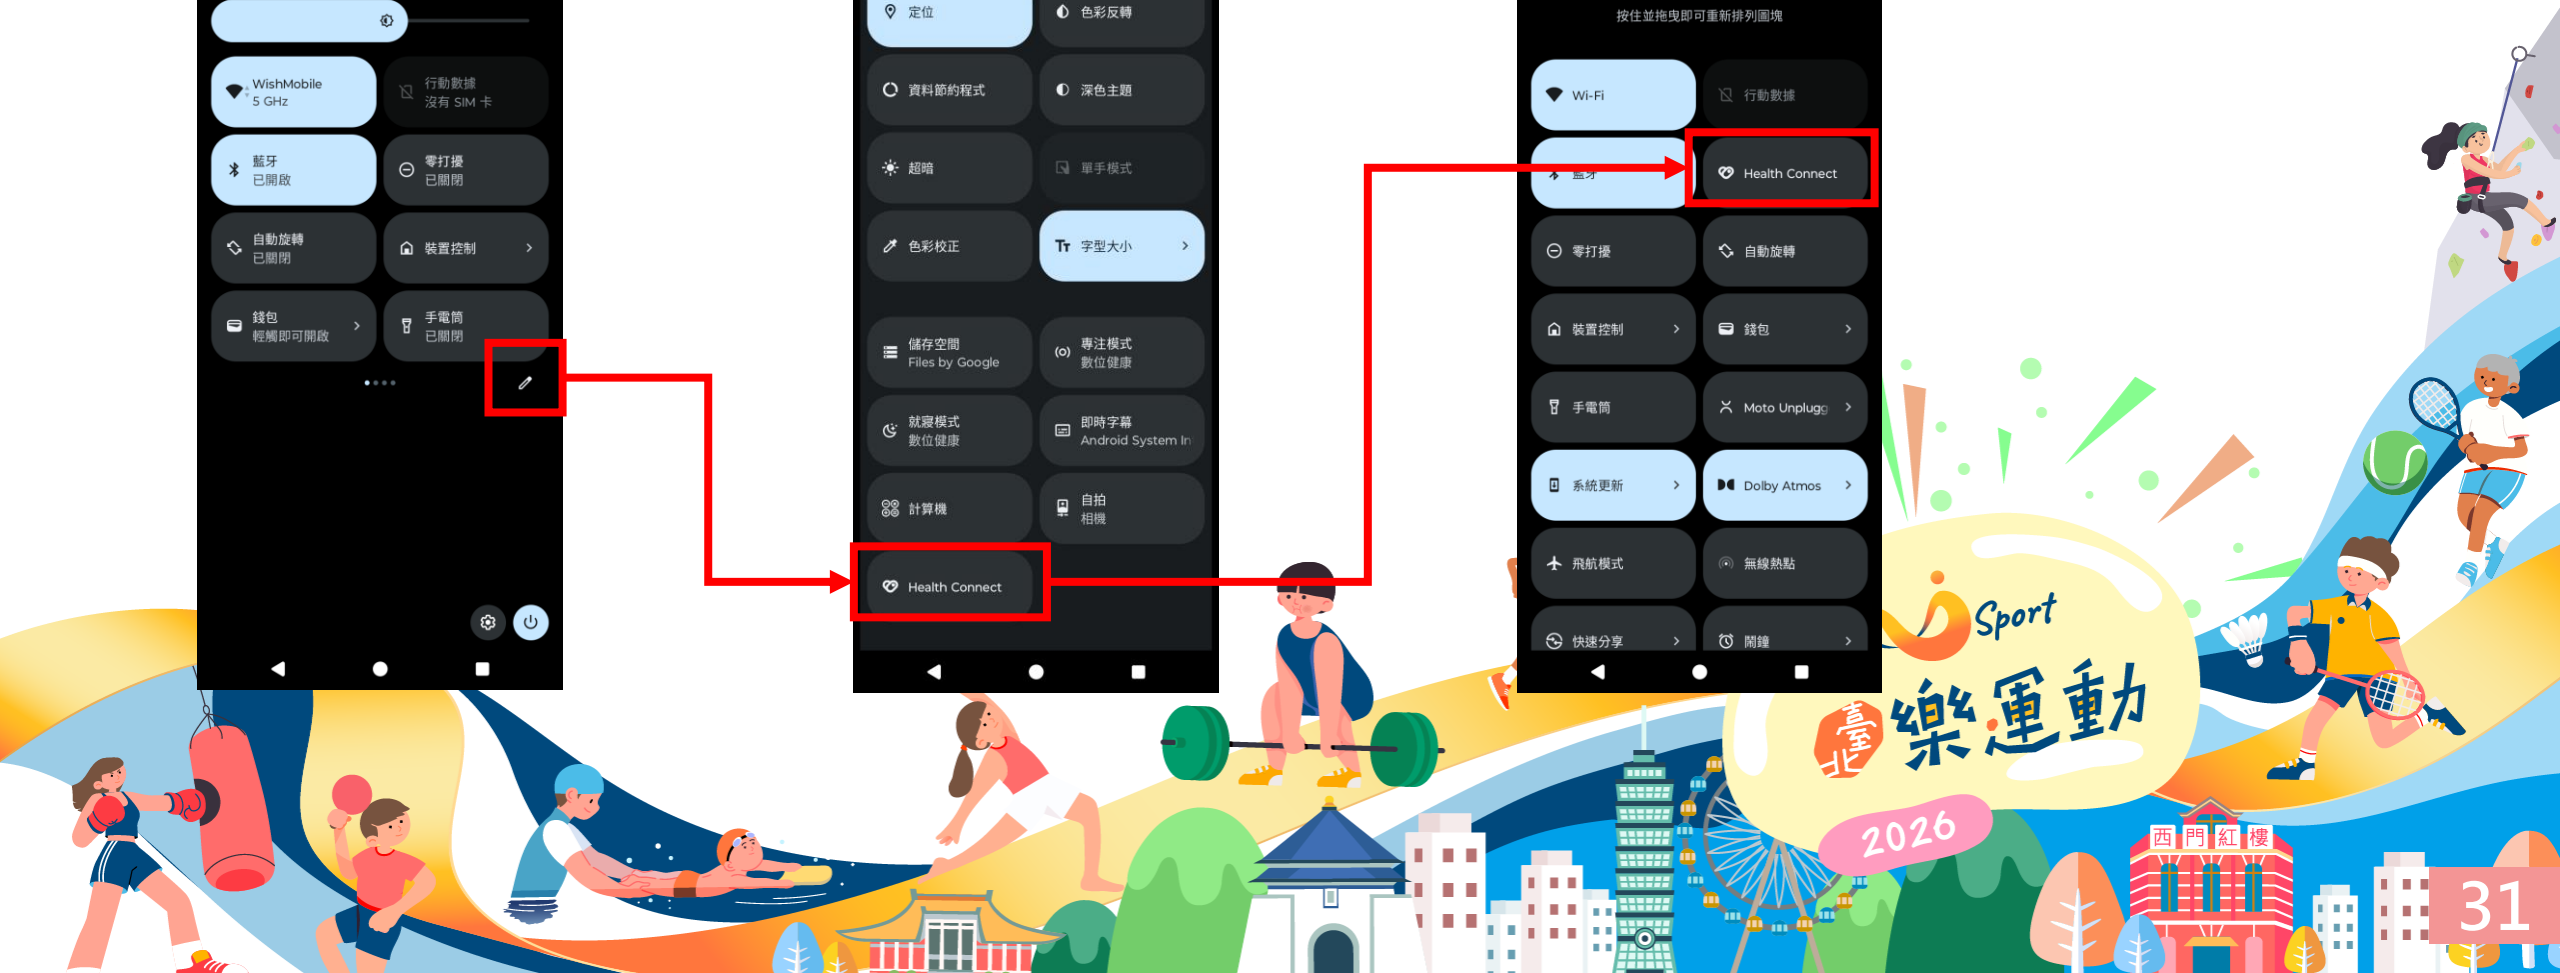 WishMobile
5 GHz
行動數據
沒有 SIM 卡
藍牙
已開啟
零打擾
已關閉
自動旋轉
已關閉
裝置控制
錢包
輕觸即可開啟
手電筒
已關閉
定位
色彩反轉
資料節約程式
深色主題
超暗
單手模式
色彩校正
字型大小
儲存空間
Files by Google
專注模式
數位健康
就寢模式
數位健康
即時字幕
Android System In
計算機
自拍
相機
Health Connect
按住並拖曳即可重新排列圖塊
Wi-Fi
行動數據
藍牙
Health Connect
零打擾
自動旋轉
裝置控制
錢包
手電筒
Moto Unplugg
系統更新
Dolby Atmos
飛航模式
無線熱點
快速分享
鬧鐘
Sport
臺北
樂運動
2026
西門紅樓
31